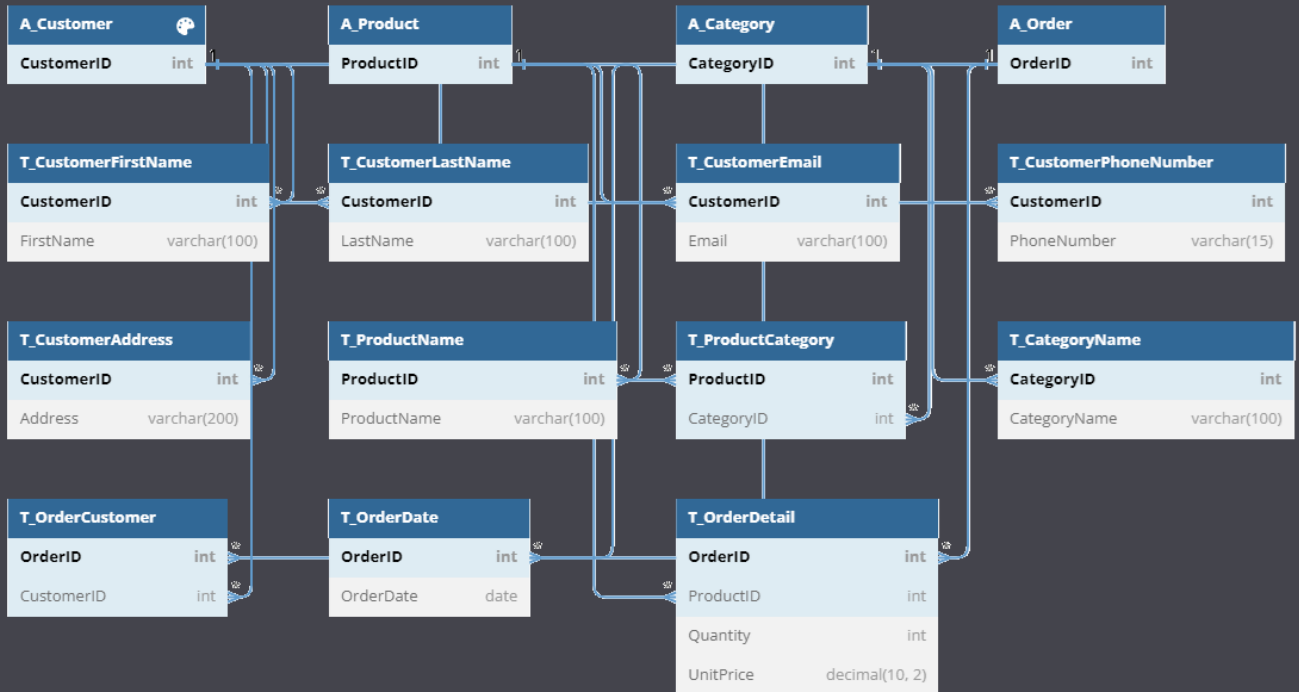 A_Customer
CustomerID int
A_Product
ProductID int
A_Category
CategoryID int
A_Order
OrderID int
1
1
1
1
T_CustomerFirstName
CustomerID int
FirstName varchar(100)
T_CustomerLastName
CustomerID int
LastName varchar(100)
T_CustomerEmail
CustomerID int
Email varchar(100)
T_CustomerPhoneNumber
CustomerID int
PhoneNumber varchar(15)
*
*
*
*
T_CustomerAddress
CustomerID int
Address varchar(200)
T_ProductName
ProductID int
ProductName varchar(100)
T_ProductCategory
ProductID int
CategoryID int
T_CategoryName
CategoryID int
CategoryName varchar(100)
*
*
*
*
*
T_OrderCustomer
OrderID int
CustomerID int
T_OrderDate
OrderID int
OrderDate date
T_OrderDetail
OrderID int
ProductID int
Quantity int
UnitPrice decimal(10, 2)
*
*
*
*
*